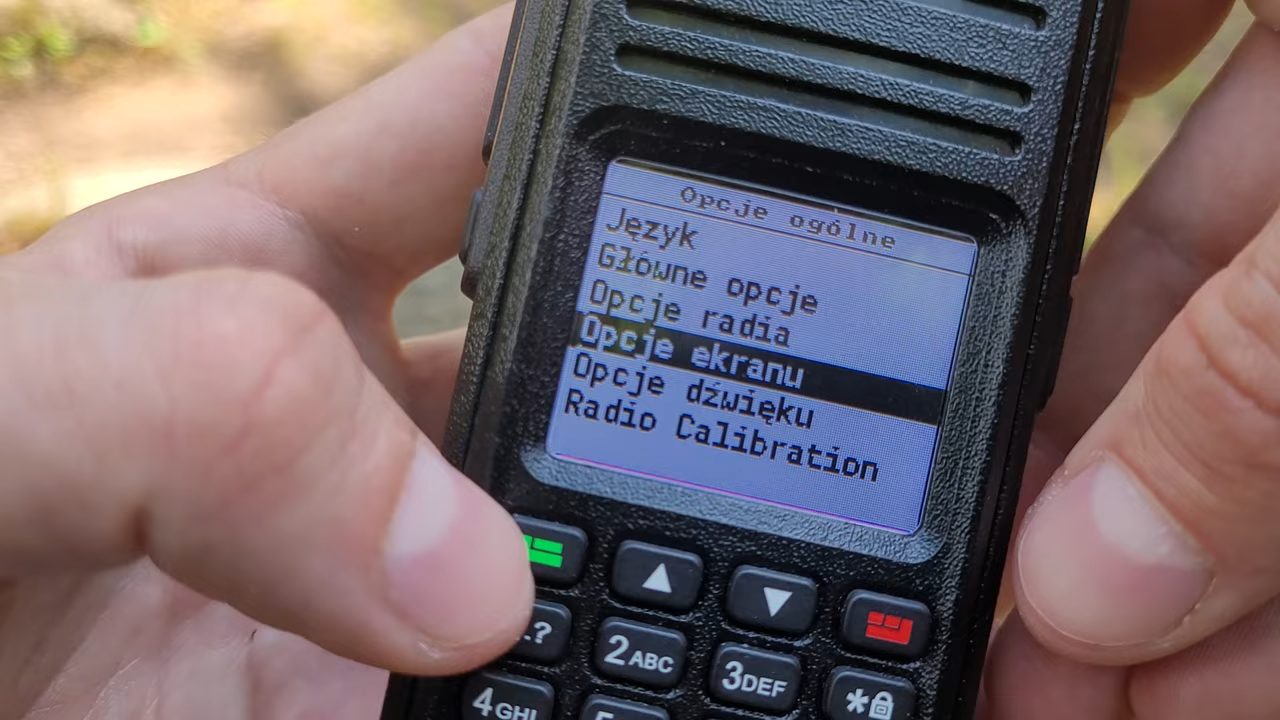 Opcje ogólne
Język
Główne opcje
Opcje radia
Opcje ekranu
Opcje dźwięku
Radio Calibration
?
2ABC
3DEF
*
4GHI